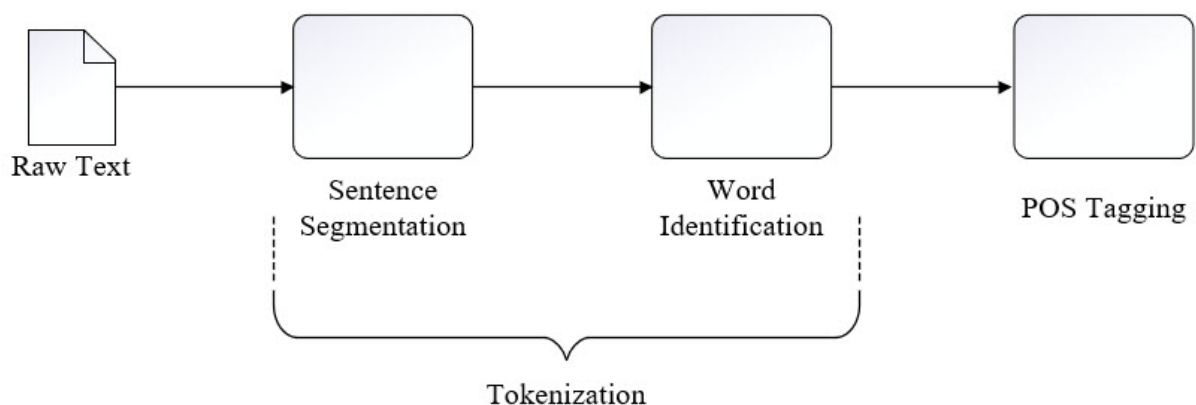 Raw Text
Sentence
Segmentation
Word
Identification
POS Tagging
Tokenization